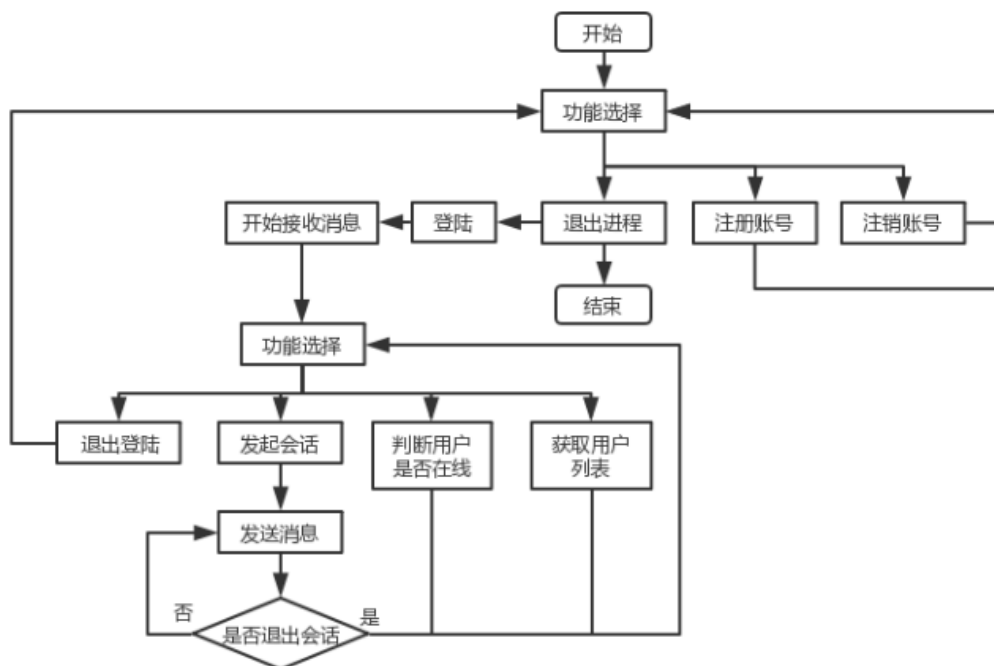 开始
功能选择
开始接收消息
登陆
退出进程
注册账号
注销账号
结束
功能选择
退出登陆
发起会话
判断用户
是否在线
获取用户
列表
发送消息
否
是
是否退出会话